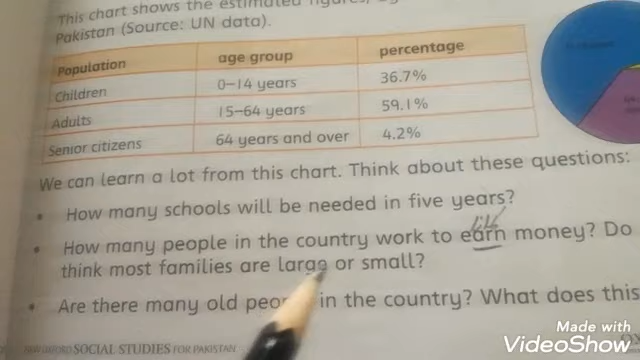 This chart shows the estimated figures,
Pakistan (Source: UN data).
Population age group percentage
Children 0–14 years 36.7%
Adults 15–64 years 59.1%
Senior citizens 64 years and over 4.2%
We can learn a lot from this chart. Think about these questions:
• How many schools will be needed in five years?
• How many people in the country work to earn money? Do
think most families are large or small?
• Are there many old in the country? What does this
OXFORD SOCIAL STUDIES FOR PAKISTAN
Made with
VideoShow